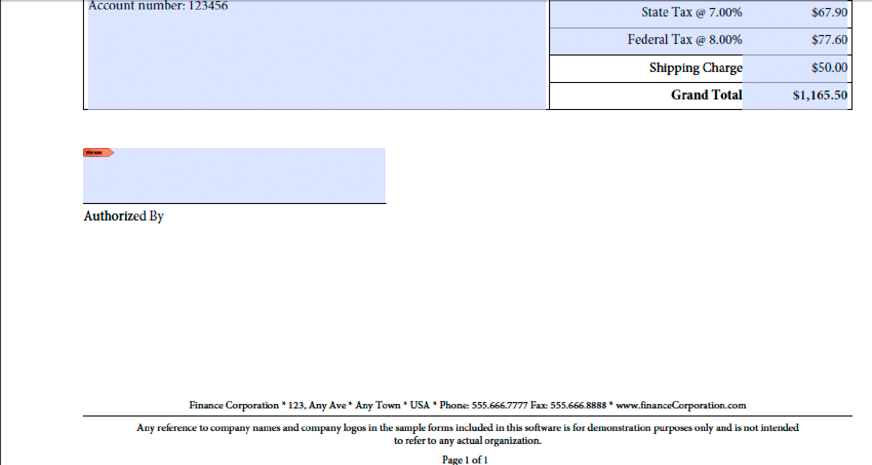 Account number: 123456
State Tax @ 7.00% $67.90
Federal Tax @ 8.00% $77.60
Shipping Charge $50.00
Grand Total $1,165.50
Authorized By
Finance Corporation * 123, Any Ave * Any Town * USA * Phone: 555.666.7777 Fax: 555.666.8888 * www.financeCorporation.com
Any reference to company names and company logos in the sample forms included in this software is for demonstration purposes only and is not intended
to refer to any actual organization.
Page 1 of 1